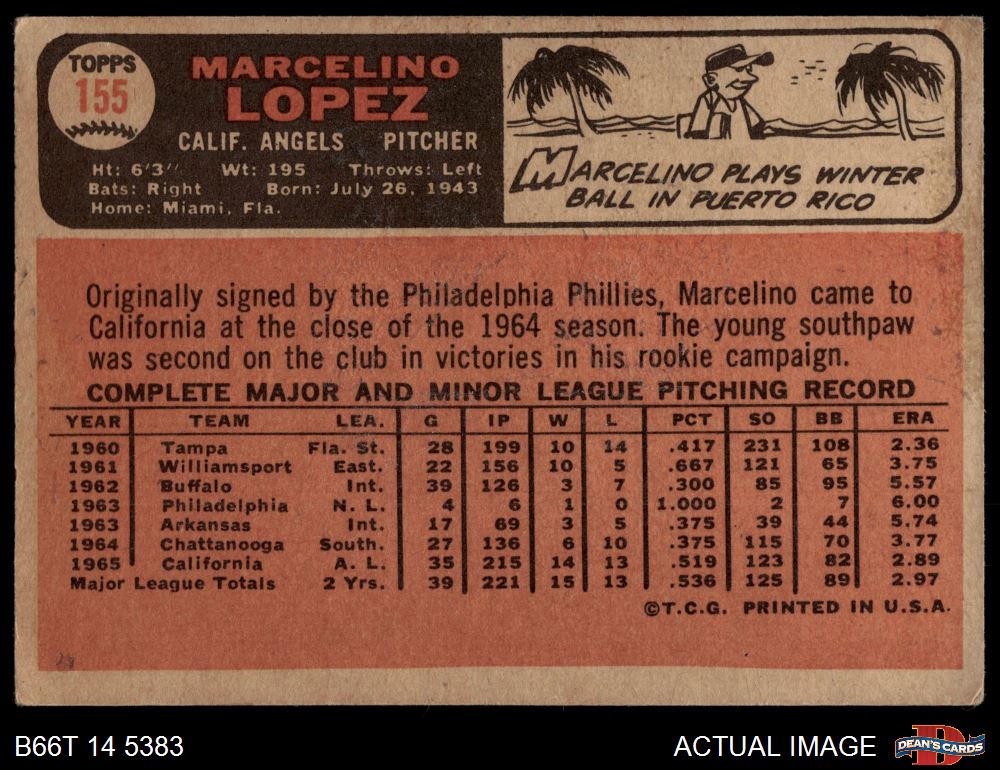 TOPPS
155
MARCELINO
LOPEZ
CALIF. ANGELS PITCHER
Ht: 6'3" Wt: 195 Throws: Left
Bats: Right Born: July 26, 1943
Home: Miami, Fla.
MARCELINO PLAYS WINTER
BALL IN PUERTO RICO
Originally signed by the Philadelphia Phillies, Marcelino came to
California at the close of the 1964 season. The young southpaw
was second on the club in victories in his rookie campaign.
COMPLETE MAJOR AND MINOR LEAGUE PITCHING RECORD
YEAR TEAM LEA. G IP W L PCT SO BB ERA
1960 Tampa Fla. St. 28 199 10 14 .417 231 108 2.36
1961 Williamsport East. 22 156 10 5 .667 121 65 3.75
1962 Buffalo Int. 39 126 3 7 .300 85 95 5.57
1963 Philadelphia N. L. 4 6 1 0 1.000 2 7 6.00
1963 Arkansas Int. 17 69 3 5 .375 39 44 5.74
1964 Chattanooga South. 27 136 6 10 .375 115 70 3.77
1965 California A. L. 35 215 14 13 .519 123 82 2.89
Major League Totals 2 Yrs. 39 221 15 13 .536 125 89 2.97
©T.C.G. PRINTED IN U.S.A.
B66T 14 5383 ACTUAL IMAGE DEAN'S CARDS